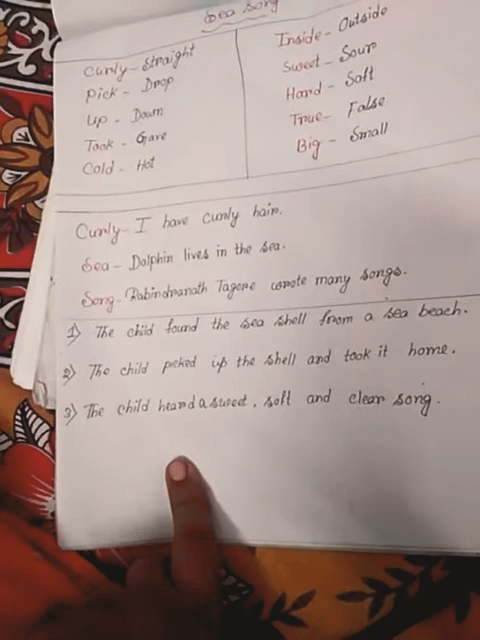 Sea Song
Curly - Straight
Pick - Drop
Up - Down
Took - Gave
Cold - Hot
Inside - Outside
Sweet - Sour
Hard - Soft
True - False
Big - Small
Curly - I have curly hair.
Sea - Dolphin lives in the sea.
Song - Rabindranath Tagore wrote many songs.
1) The child found the sea shell from a sea beach.
2) The child picked up the shell and took it home.
3) The child heard a sweet, soft and clear song.